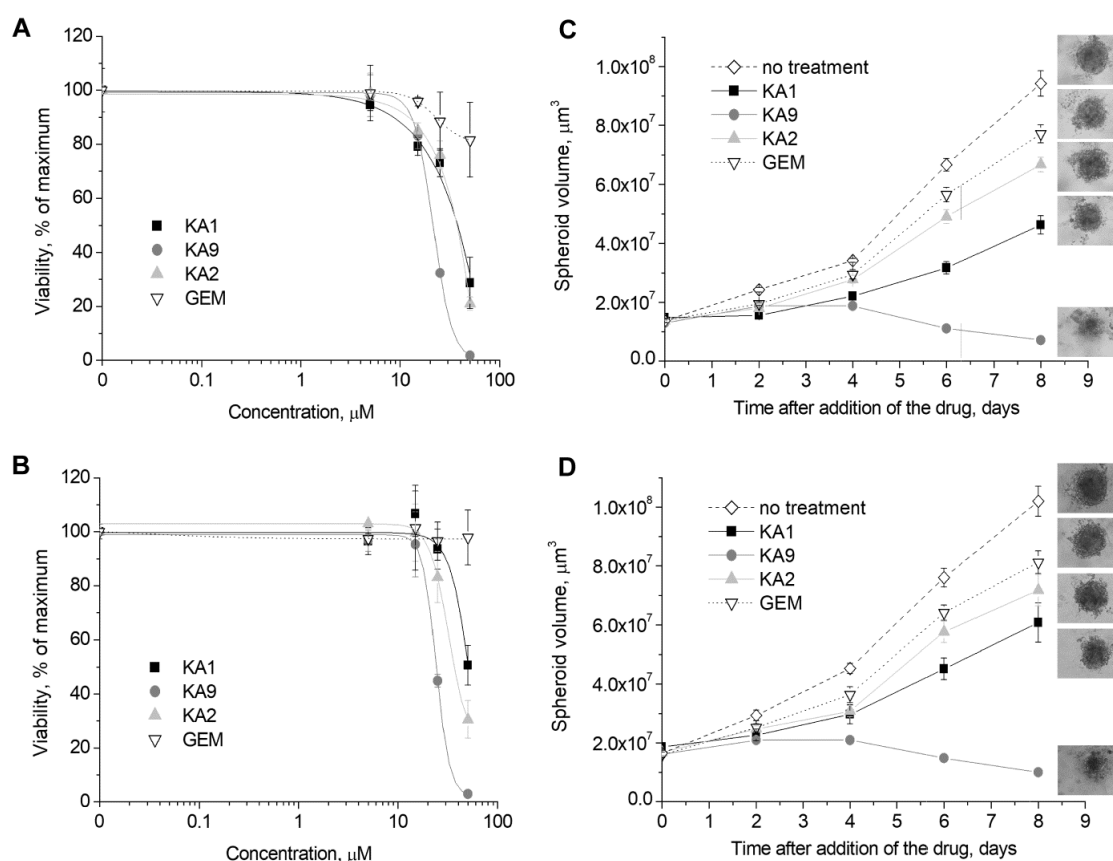 A
120
100
80
60
40
20
0
Viability, % of maximum
KA1
KA9
KA2
GEM
0 0.1 1 10 100
Concentration, μM
C
1.0x10⁸
8.0x10⁷
6.0x10⁷
4.0x10⁷
2.0x10⁷
0.0
Spheroid volume, μm³
no treatment
KA1
KA9
KA2
GEM
0 1 2 3 4 5 6 7 8 9
Time after addition of the drug, days
B
120
100
80
60
40
20
0
Viability, % of maximum
KA1
KA9
KA2
GEM
0 0.1 1 10 100
Concentration, μM
D
1.0x10⁸
8.0x10⁷
6.0x10⁷
4.0x10⁷
2.0x10⁷
0.0
Spheroid volume, μm³
no treatment
KA1
KA9
KA2
GEM
0 1 2 3 4 5 6 7 8 9
Time after addition of the drug, days